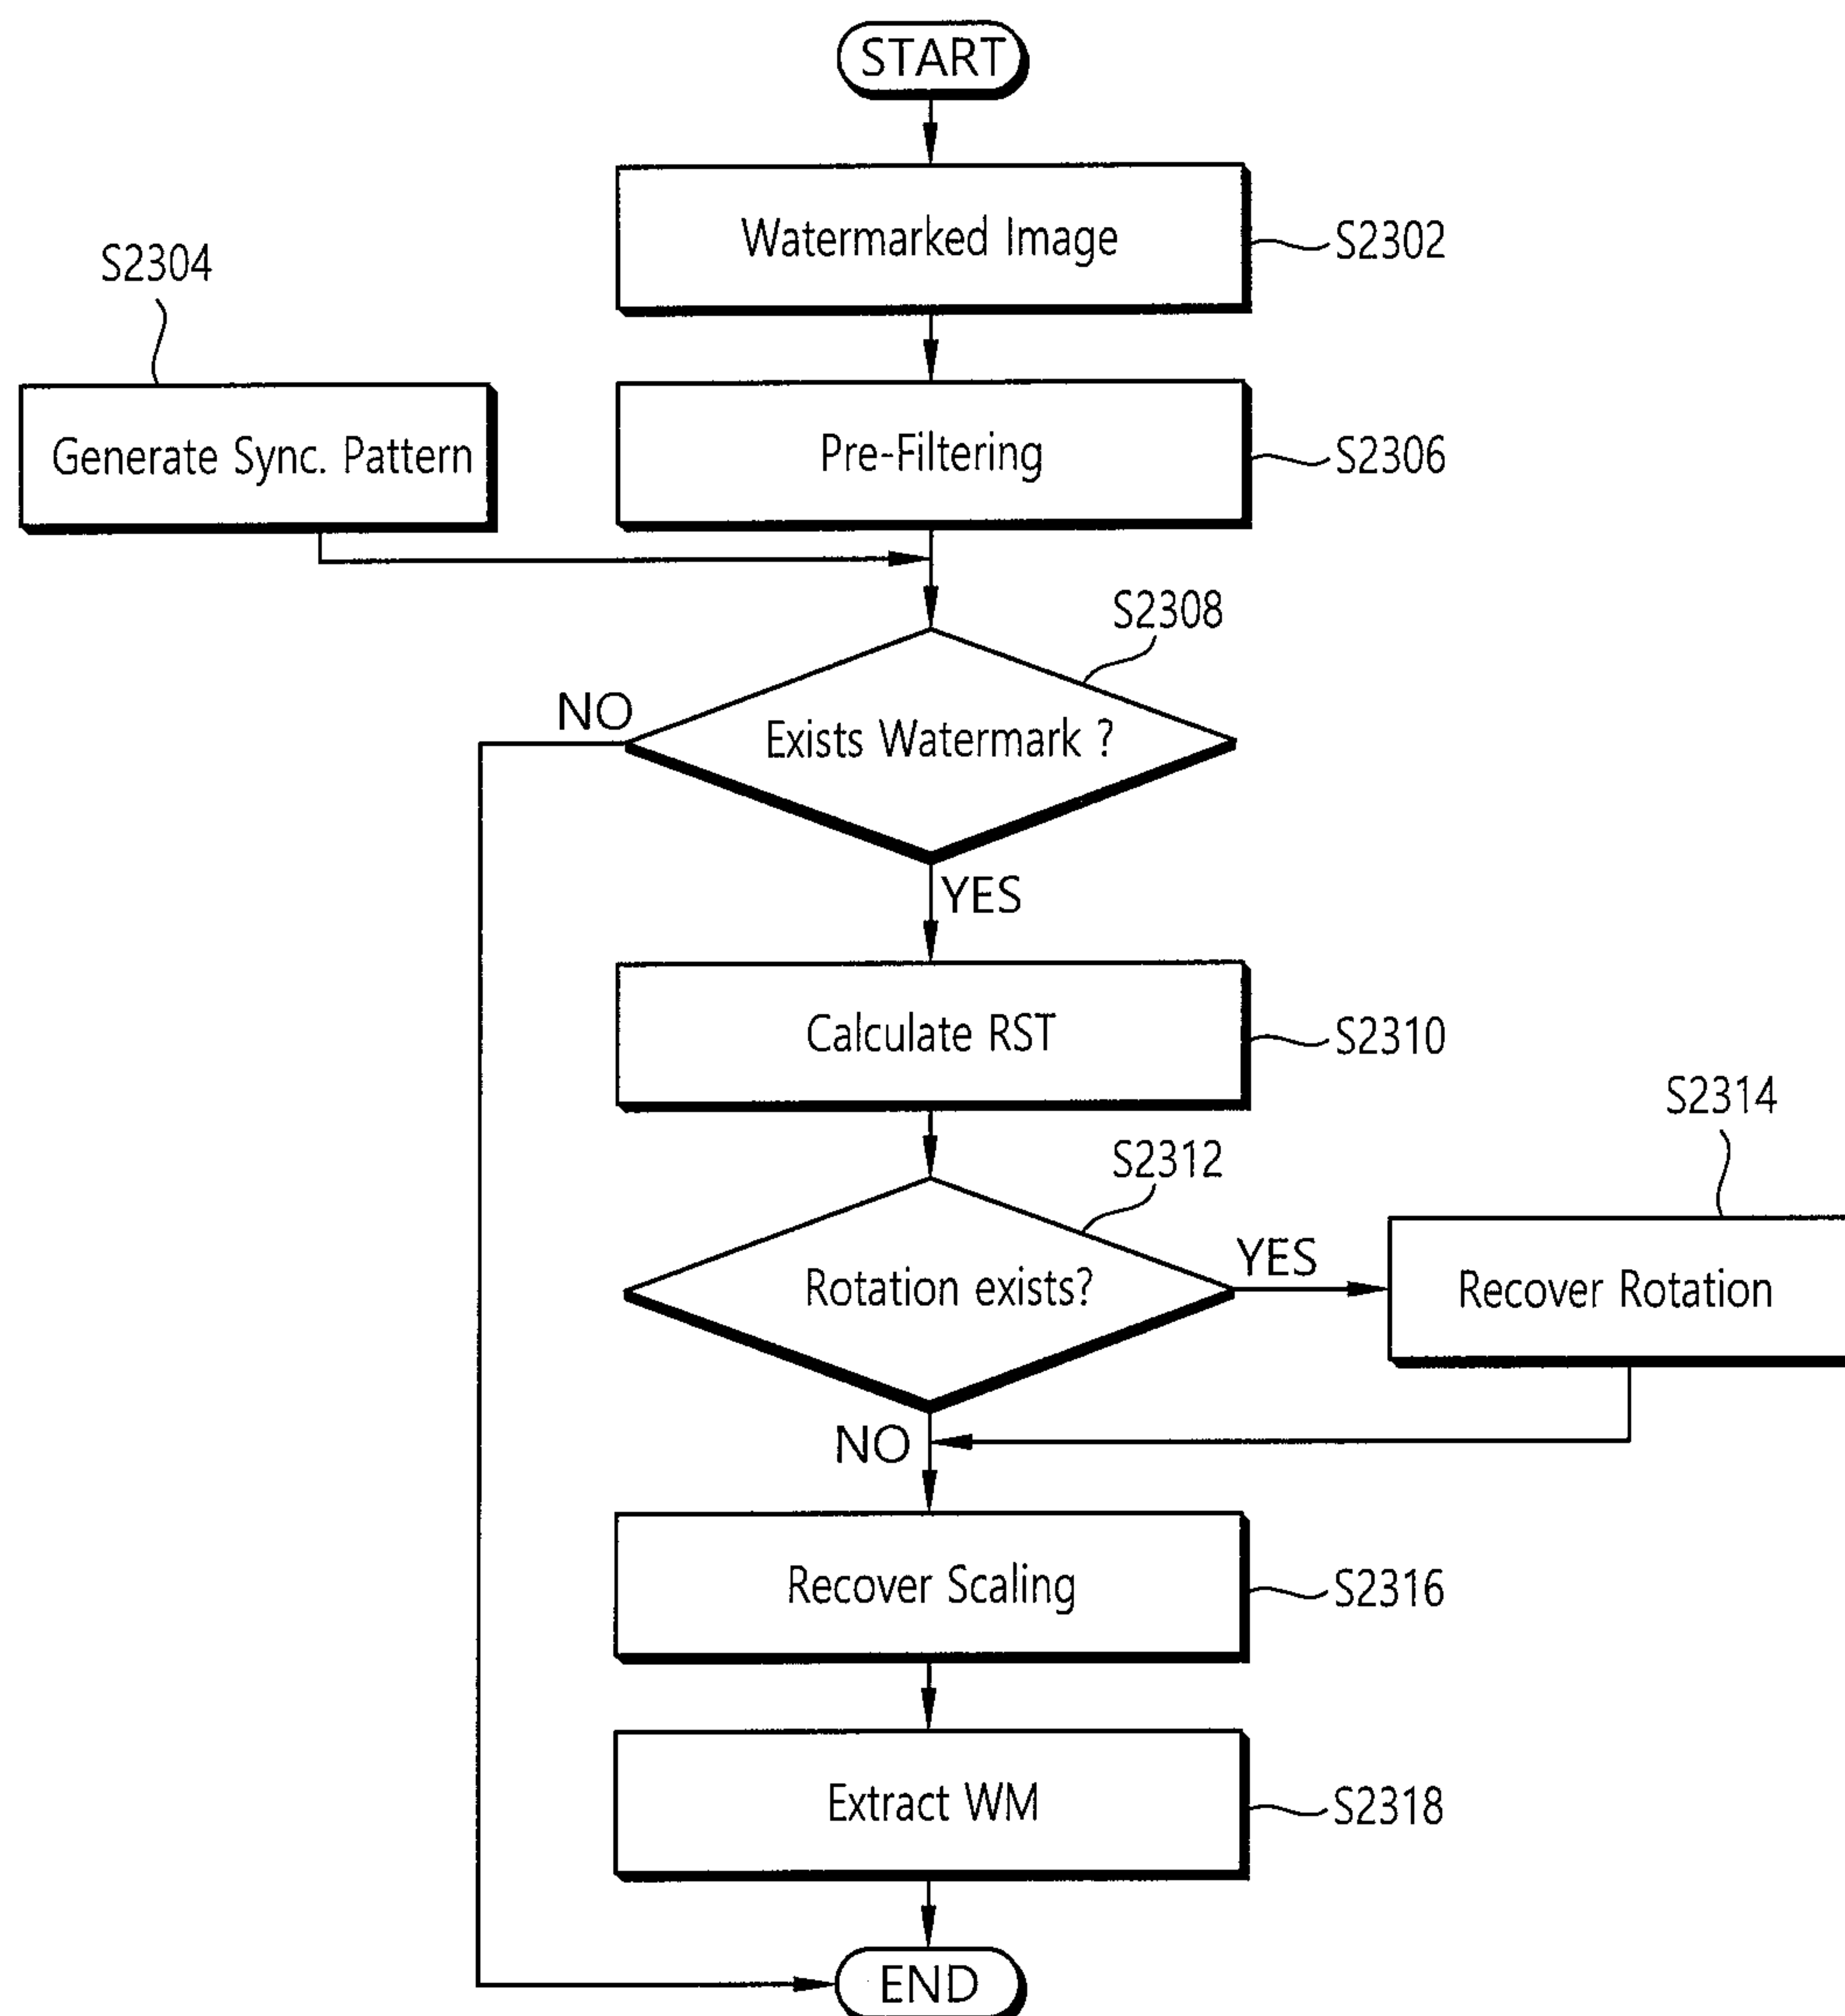 START
Watermarked Image
S2302
S2304
Generate Sync. Pattern
Pre-Filtering
S2306
S2308
NO
Exists Watermark ?
YES
Calculate RST
S2310
S2314
S2312
Rotation exists?
YES
Recover Rotation
NO
Recover Scaling
S2316
Extract WM
S2318
END